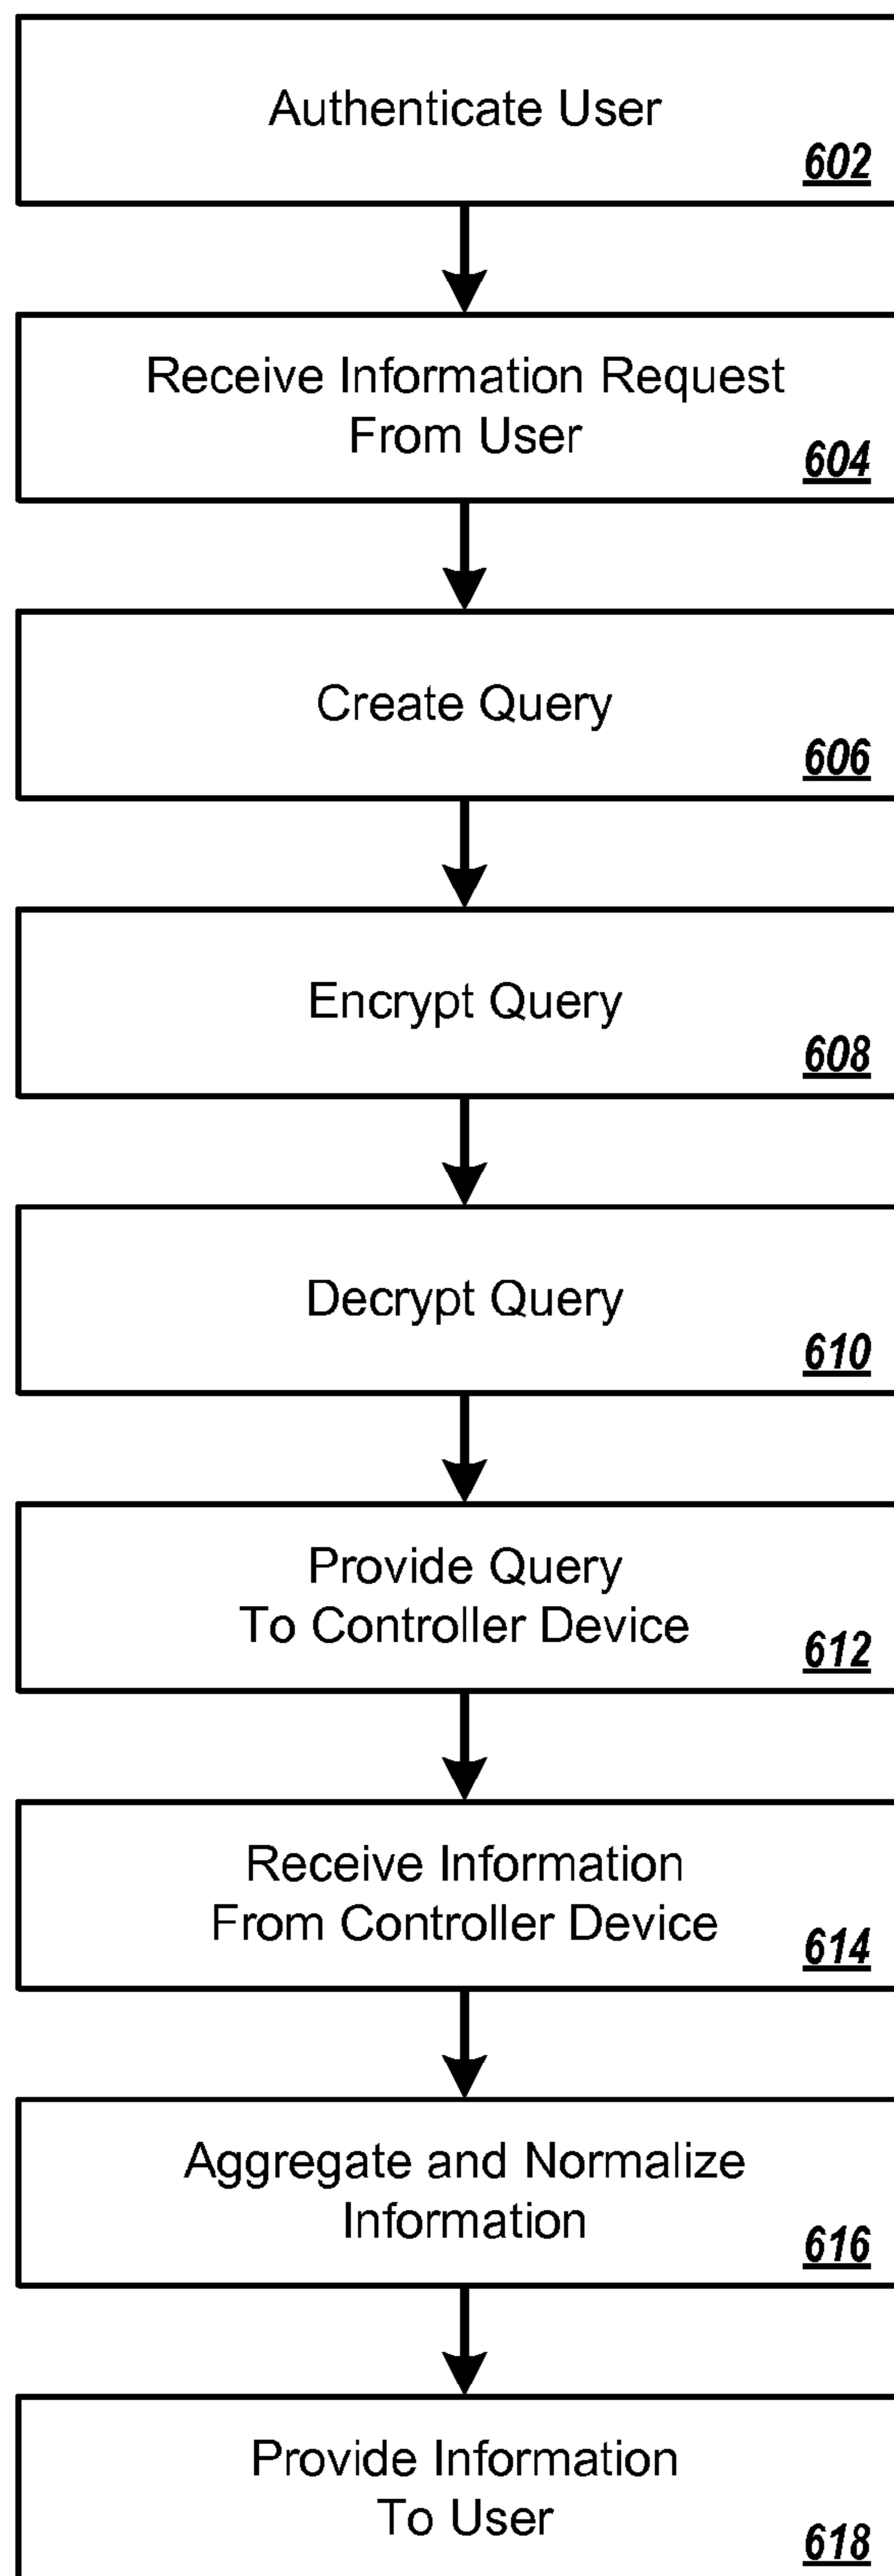 Authenticate User
602
Receive Information Request
From User
604
Create Query
606
Encrypt Query
608
Decrypt Query
610
Provide Query
To Controller Device
612
Receive Information
From Controller Device
614
Aggregate and Normalize
Information
616
Provide Information
To User
618